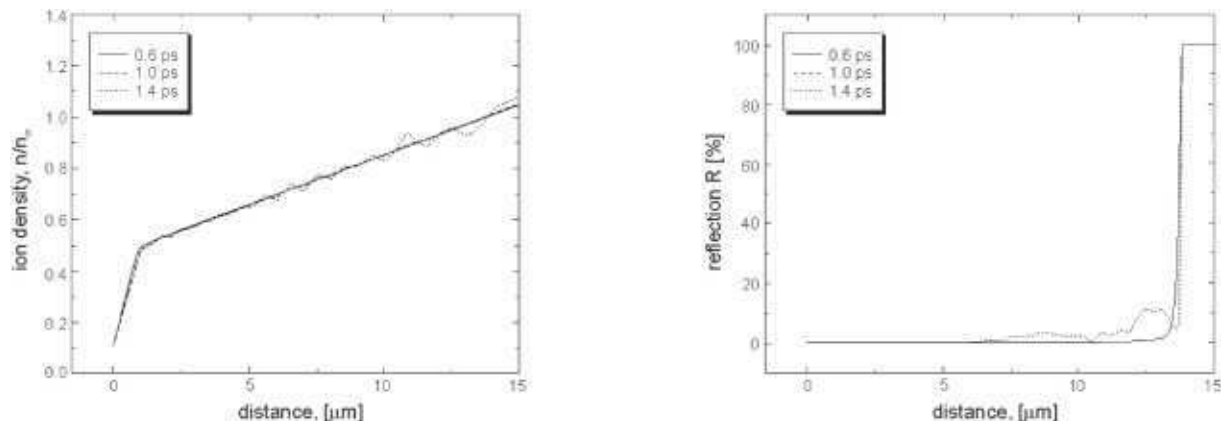 1.4
1.2
1.0
0.8
0.6
0.4
0.2
0.0
ion density, n/n
0.6 ps
1.0 ps
1.4 ps
0 5 10 15
distance, [μm]
100
80
60
40
20
0
reflection R [%]
0.6 ps
1.0 ps
1.4 ps
0 5 10 15
distance, [μm]